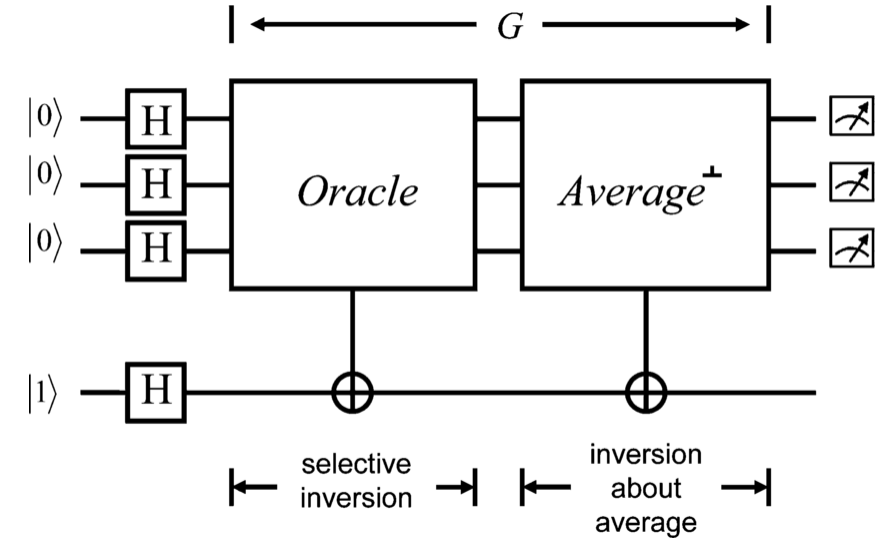 G
|0⟩ H
|0⟩ H
|0⟩ H
Oracle
Average⊥
|1⟩ H
selective
inversion
inversion
about
average